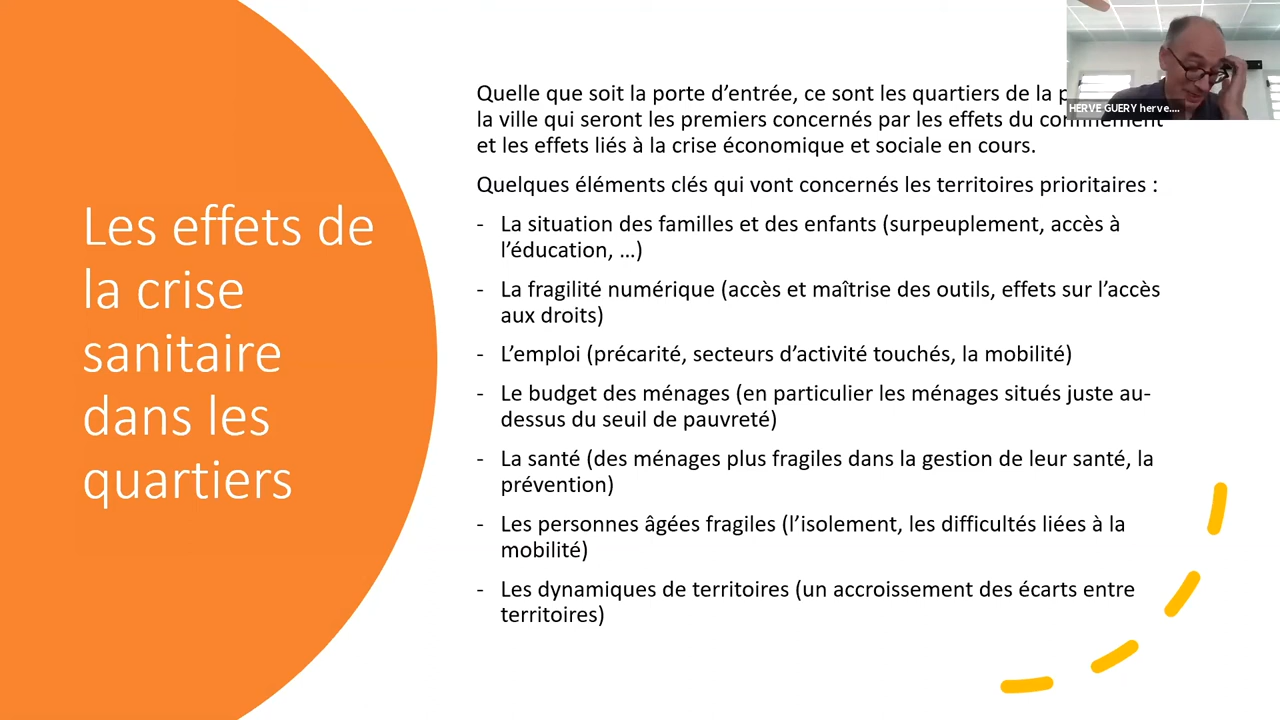 Les effets de
la crise
sanitaire
dans les
quartiers
Quelle que soit la porte d’entrée, ce sont les quartiers de la
la ville qui seront les premiers concernés par les effets du confinement
et les effets liés à la crise économique et sociale en cours.
Quelques éléments clés qui vont concernés les territoires prioritaires :
- La situation des familles et des enfants (surpeuplement, accès à
l’éducation, …)
- La fragilité numérique (accès et maîtrise des outils, effets sur l’accès
aux droits)
- L’emploi (précarité, secteurs d’activité touchés, la mobilité)
- Le budget des ménages (en particulier les ménages situés juste au-
dessus du seuil de pauvreté)
- La santé (des ménages plus fragiles dans la gestion de leur santé, la
prévention)
- Les personnes âgées fragiles (l’isolement, les difficultés liées à la
mobilité)
- Les dynamiques de territoires (un accroissement des écarts entre
territoires)
HERVE GUERY herve....